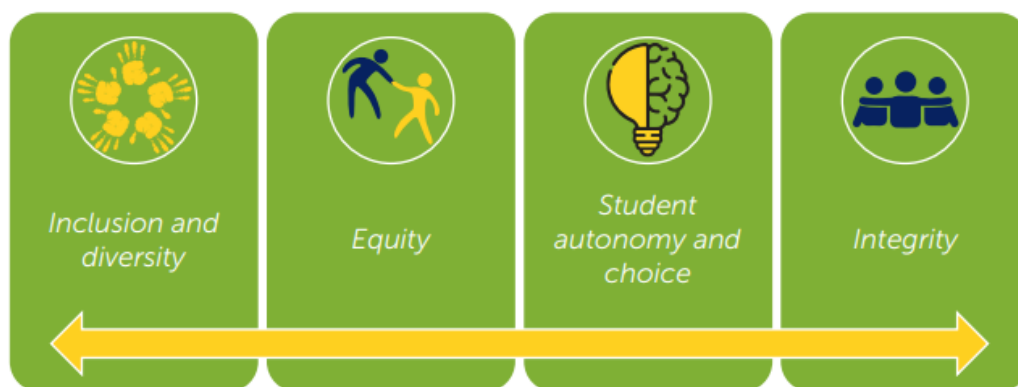 Inclusion and
diversity
Equity
Student
autonomy and
choice
Integrity